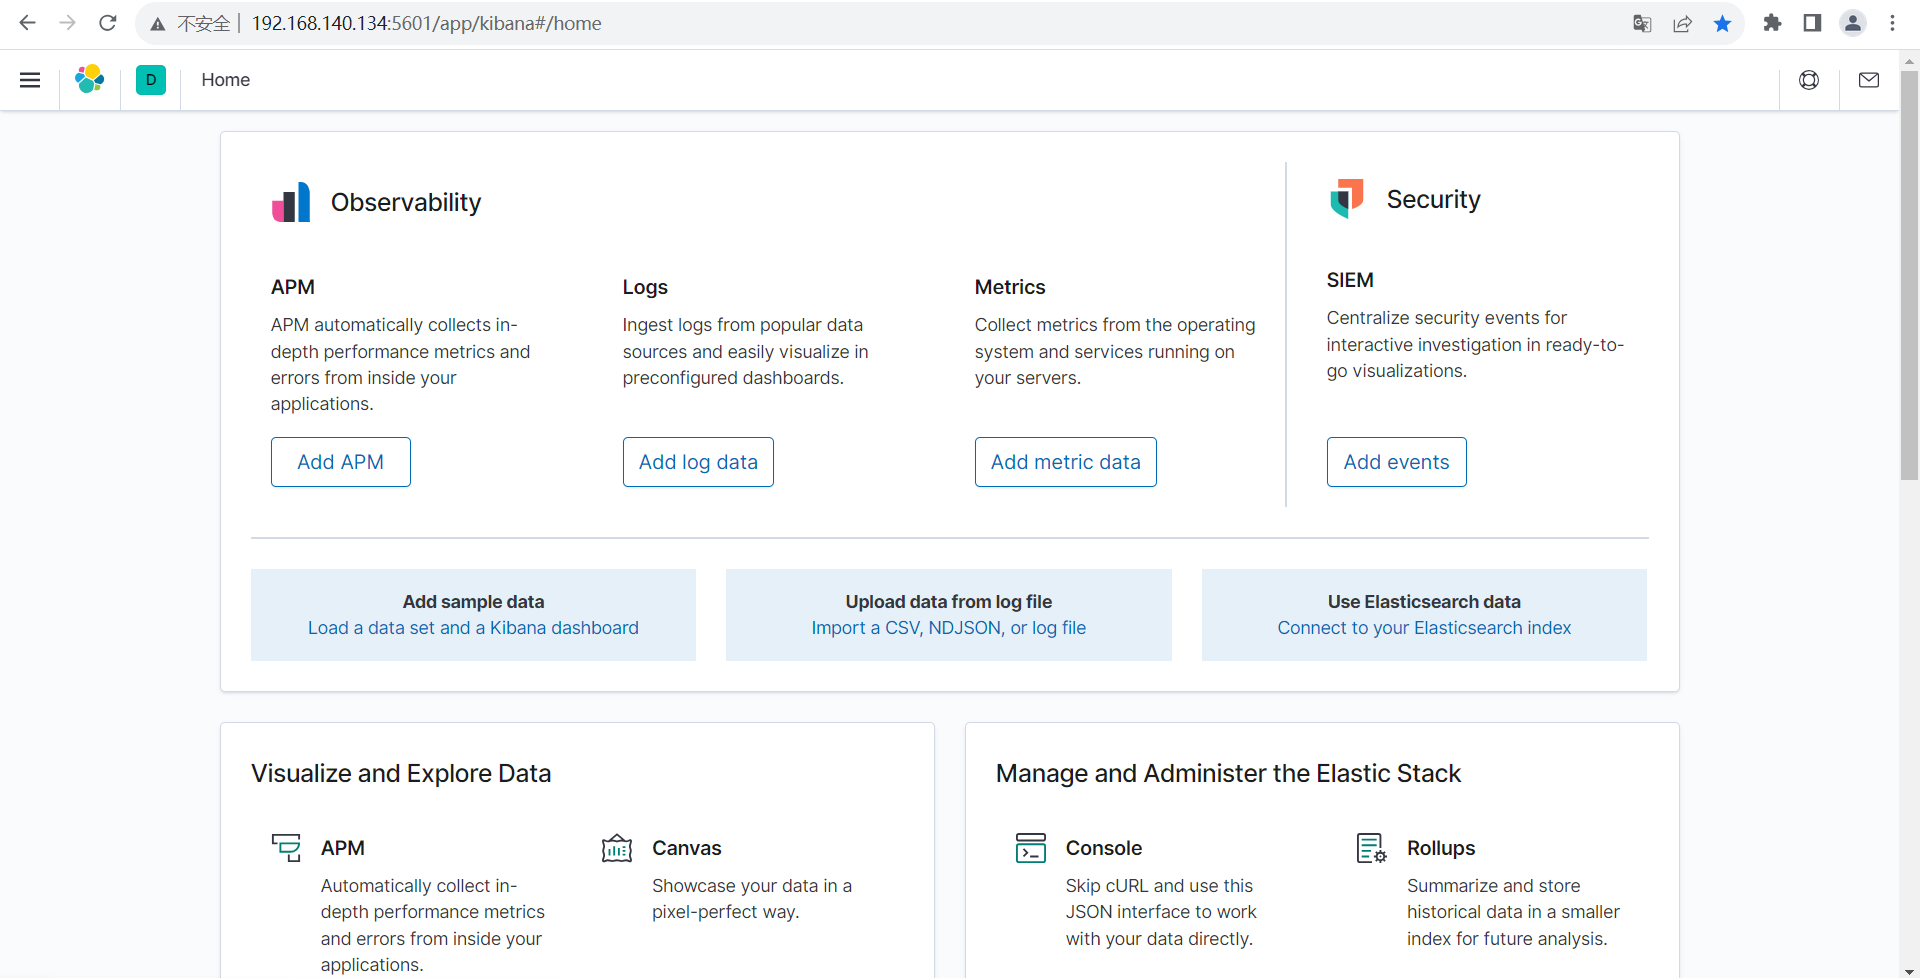 不安全 192.168.140.134:5601/app/kibana#/home
D Home
Observability
Security
APM
APM automatically collects in-
depth performance metrics and
errors from inside your
applications.
Add APM
Logs
Ingest logs from popular data
sources and easily visualize in
preconfigured dashboards.
Add log data
Metrics
Collect metrics from the operating
system and services running on
your servers.
Add metric data
SIEM
Centralize security events for
interactive investigation in ready-to-
go visualizations.
Add events
Add sample data
Load a data set and a Kibana dashboard
Upload data from log file
Import a CSV, NDJSON, or log file
Use Elasticsearch data
Connect to your Elasticsearch index
Visualize and Explore Data
APM
Automatically collect in-
depth performance metrics
and errors from inside your
applications.
Canvas
Showcase your data in a
pixel-perfect way.
Manage and Administer the Elastic Stack
Console
Skip cURL and use this
JSON interface to work
with your data directly.
Rollups
Summarize and store
historical data in a smaller
index for future analysis.